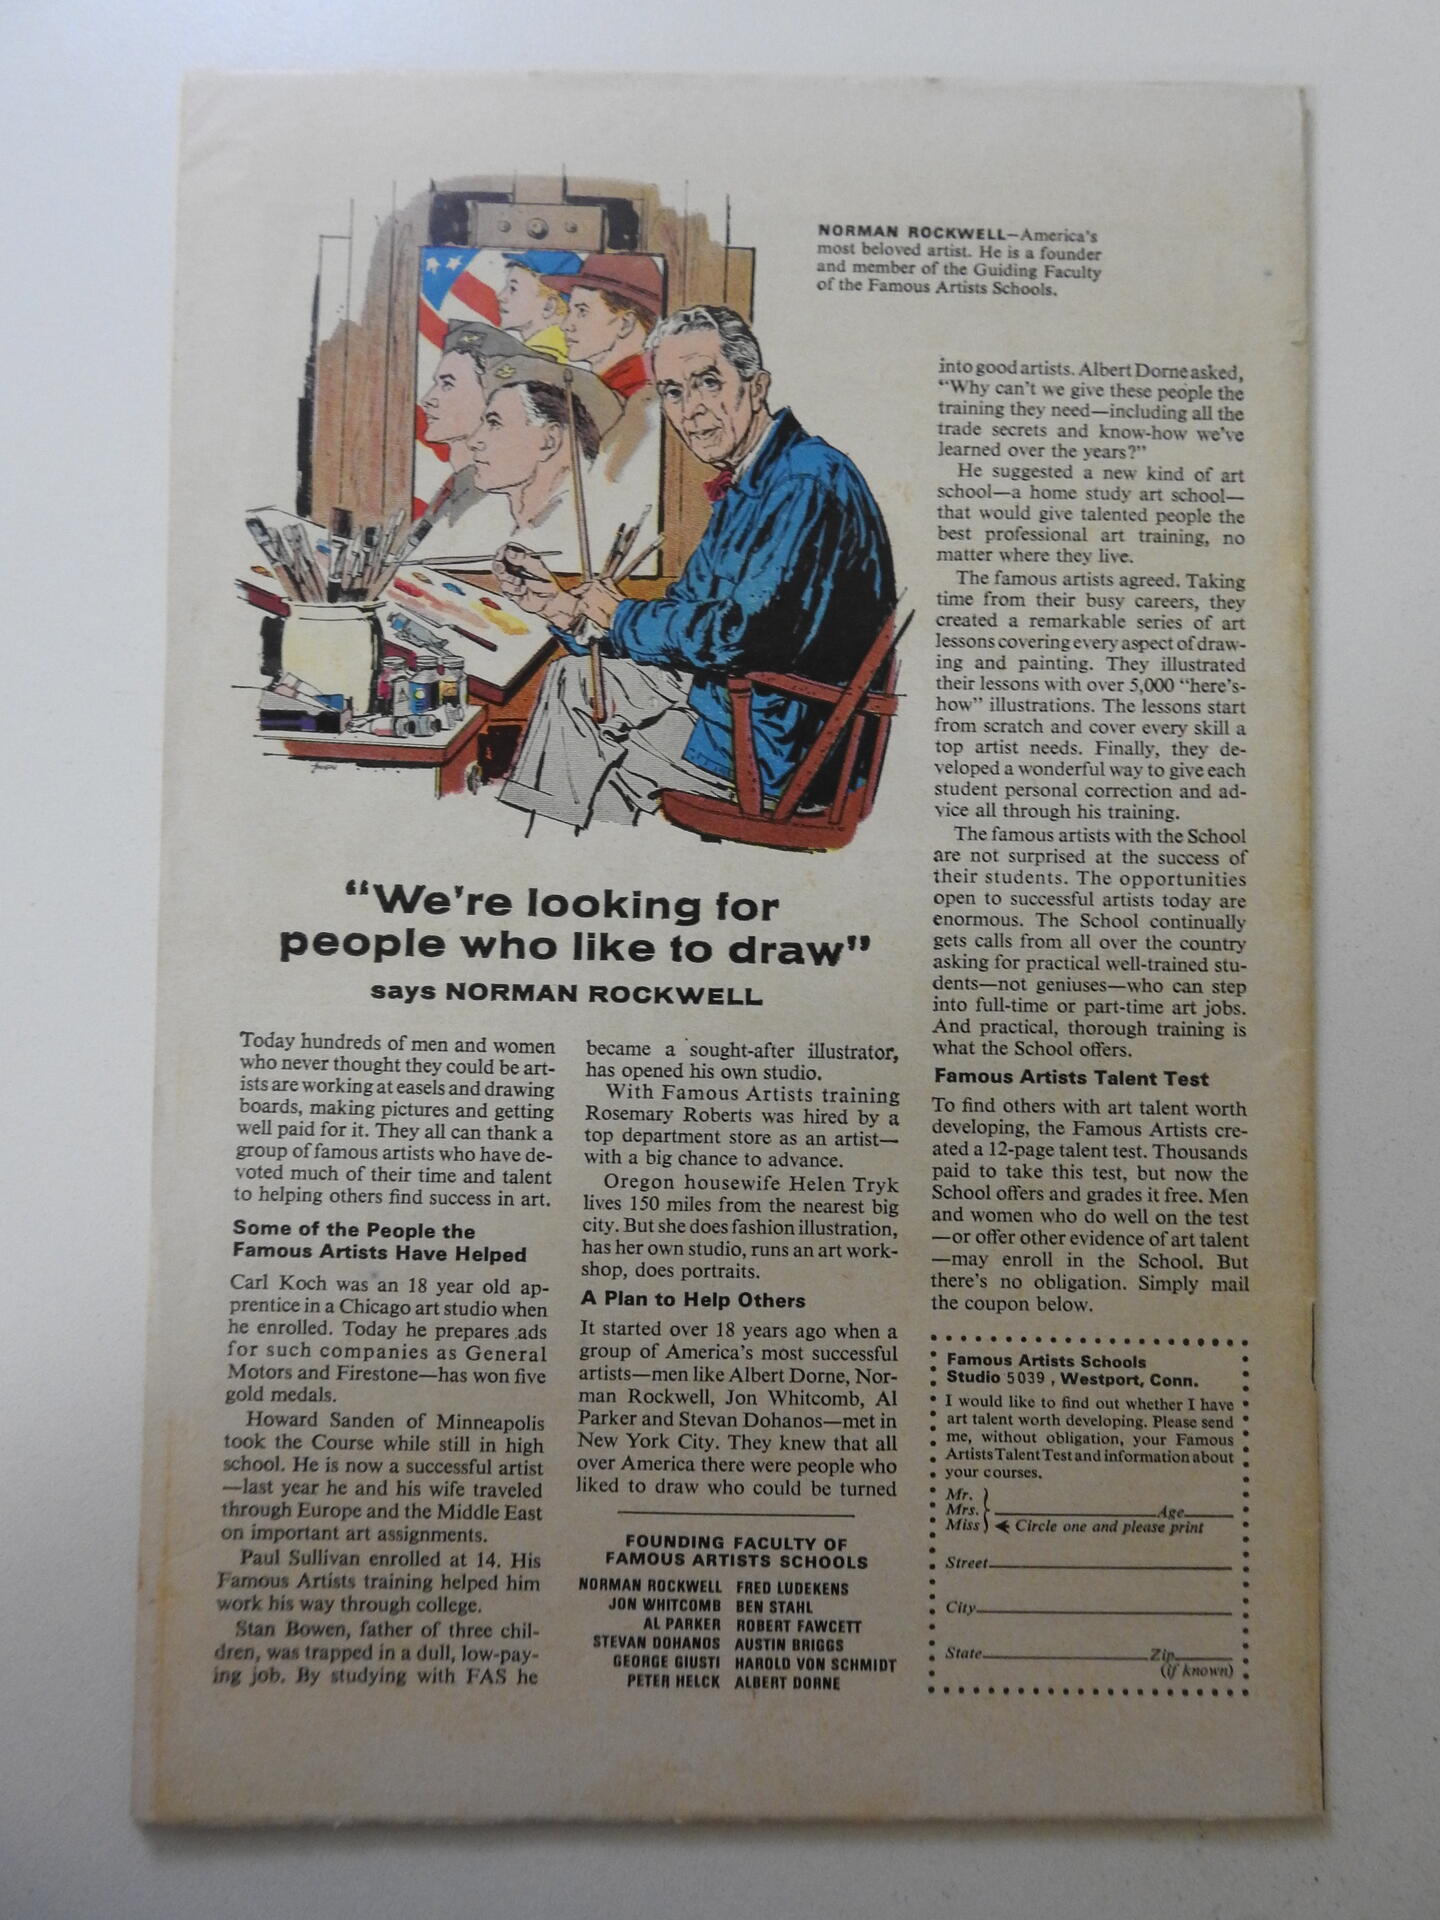 NORMAN ROCKWELL—America's
most beloved artist. He is a founder
and member of the Guiding Faculty
of the Famous Artists Schools.
“We're looking for
people who like to draw”
says NORMAN ROCKWELL
Today hundreds of men and women
who never thought they could be art-
ists are working at easels and drawing
boards, making pictures and getting
well paid for it. They all can thank a
group of famous artists who have de-
voted much of their time and talent
to helping others find success in art.
Some of the People the
Famous Artists Have Helped
Carl Koch was an 18 year old ap-
prentice in a Chicago art studio when
he enrolled. Today he prepares ads
for such companies as General
Motors and Firestone—has won five
gold medals.
Howard Sanden of Minneapolis
took the Course while still in high
school. He is now a successful artist
—last year he and his wife traveled
through Europe and the Middle East
on important art assignments.
Paul Sullivan enrolled at 14. His
Famous Artists training helped him
work his way through college.
Stan Bowen, father of three chil-
dren, was trapped in a dull, low-pay-
ing job. By studying with FAS he
became a sought-after illustrator,
has opened his own studio.
With Famous Artists training
Rosemary Roberts was hired by a
top department store as an artist—
with a big chance to advance.
Oregon housewife Helen Tryk
lives 150 miles from the nearest big
city. But she does fashion illustration,
has her own studio, runs an art work-
shop, does portraits.
A Plan to Help Others
It started over 18 years ago when a
group of America's most successful
artists—men like Albert Dorne, Nor-
man Rockwell, Jon Whitcomb, Al
Parker and Stevan Dohanos—met in
New York City. They knew that all
over America there were people who
liked to draw who could be turned
FOUNDING FACULTY OF
FAMOUS ARTISTS SCHOOLS
NORMAN ROCKWELL FRED LUDEKENS
JON WHITCOMB BEN STAHL
AL PARKER ROBERT FAWCETT
STEVAN DOHANOS AUSTIN BRIGGS
GEORGE GIUSTI HAROLD VON SCHMIDT
PETER HELCK ALBERT DORNE
into good artists. Albert Dorne asked,
“Why can't we give these people the
training they need—including all the
trade secrets and know-how we've
learned over the years?”
He suggested a new kind of art
school—a home study art school—
that would give talented people the
best professional art training, no
matter where they live.
The famous artists agreed. Taking
time from their busy careers, they
created a remarkable series of art
lessons covering every aspect of draw-
ing and painting. They illustrated
their lessons with over 5,000 “here's-
how” illustrations. The lessons start
from scratch and cover every skill a
top artist needs. Finally, they de-
veloped a wonderful way to give each
student personal correction and ad-
vice all through his training.
The famous artists with the School
are not surprised at the success of
their students. The opportunities
open to successful artists today are
enormous. The School continually
gets calls from all over the country
asking for practical well-trained stu-
dents—not geniuses—who can step
into full-time or part-time art jobs.
And practical, thorough training is
what the School offers.
Famous Artists Talent Test
To find others with art talent worth
developing, the Famous Artists cre-
ated a 12-page talent test. Thousands
paid to take this test, but now the
School offers and grades it free. Men
and women who do well on the test
—or offer other evidence of art talent
—may enroll in the School. But
there's no obligation. Simply mail
the coupon below.
Famous Artists Schools
Studio 5039 , Westport, Conn.
I would like to find out whether I have
art talent worth developing. Please send
me, without obligation, your Famous
Artists Talent Test and information about
your courses.
Mr.
Mrs. Age
Miss Circle one and please print
Street
City
State Zip
(if known)